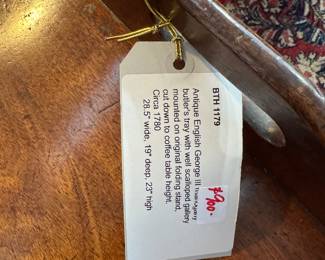 BTH 1179
Antique English George III mahogany
butler's tray with well scalloped gallery
mounted on original folding stand,
cut down to coffee table height.
Circa 1780
28.5" wide, 19" deep, 23" high